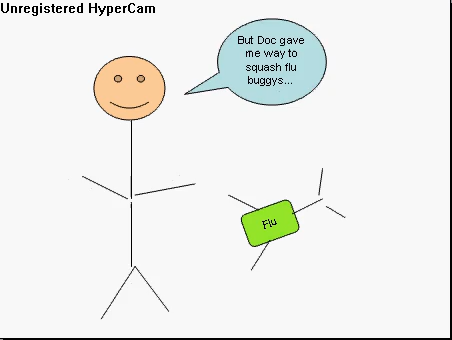 Unregistered HyperCam
But Doc gave
me way to
squash flu
buggys...
Flu